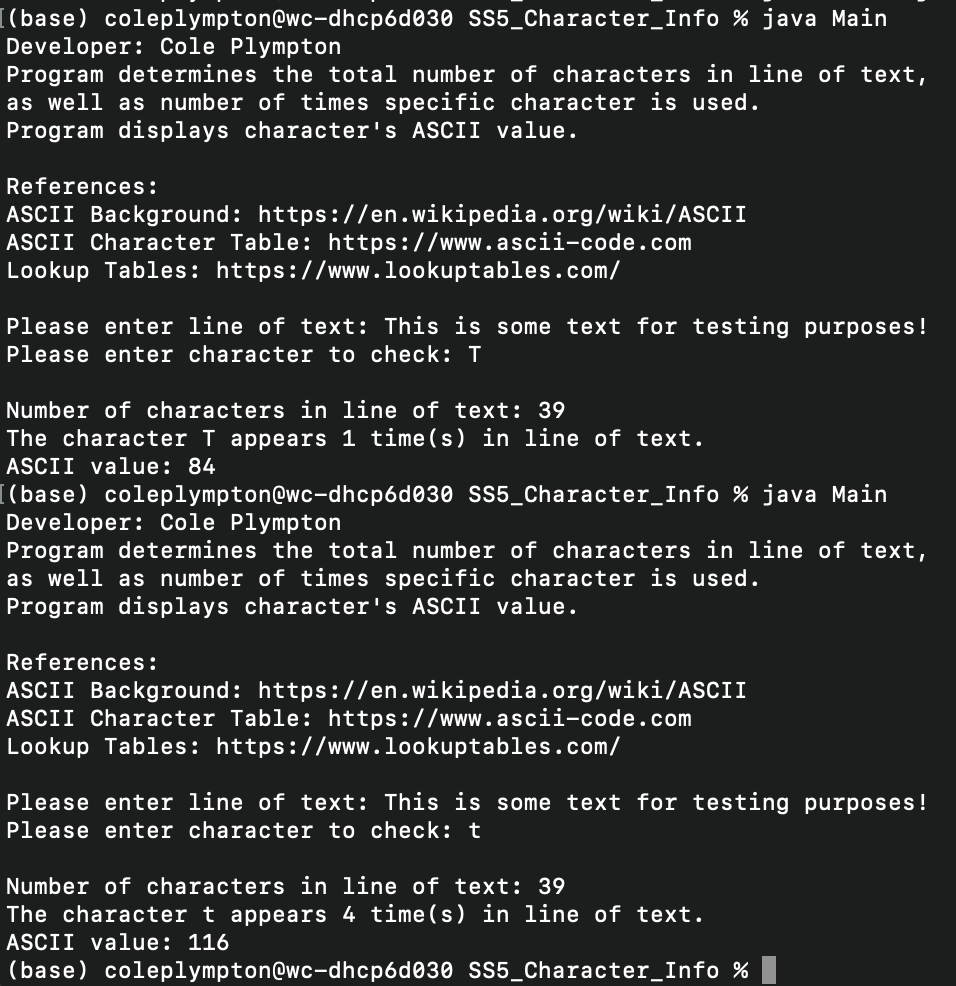 (base) coleplympton@wc-dhcp6d030 SS5_Character_Info % java Main
Developer: Cole Plympton
Program determines the total number of characters in line of text,
as well as number of times specific character is used.
Program displays character's ASCII value.
References:
ASCII Background: https://en.wikipedia.org/wiki/ASCII
ASCII Character Table: https://www.ascii-code.com
Lookup Tables: https://www.lookuptables.com/
Please enter line of text: This is some text for testing purposes!
Please enter character to check: T
Number of characters in line of text: 39
The character T appears 1 time(s) in line of text.
ASCII value: 84
(base) coleplympton@wc-dhcp6d030 SS5_Character_Info % java Main
Developer: Cole Plympton
Program determines the total number of characters in line of text,
as well as number of times specific character is used.
Program displays character's ASCII value.
References:
ASCII Background: https://en.wikipedia.org/wiki/ASCII
ASCII Character Table: https://www.ascii-code.com
Lookup Tables: https://www.lookuptables.com/
Please enter line of text: This is some text for testing purposes!
Please enter character to check: t
Number of characters in line of text: 39
The character t appears 4 time(s) in line of text.
ASCII value: 116
(base) coleplympton@wc-dhcp6d030 SS5_Character_Info %